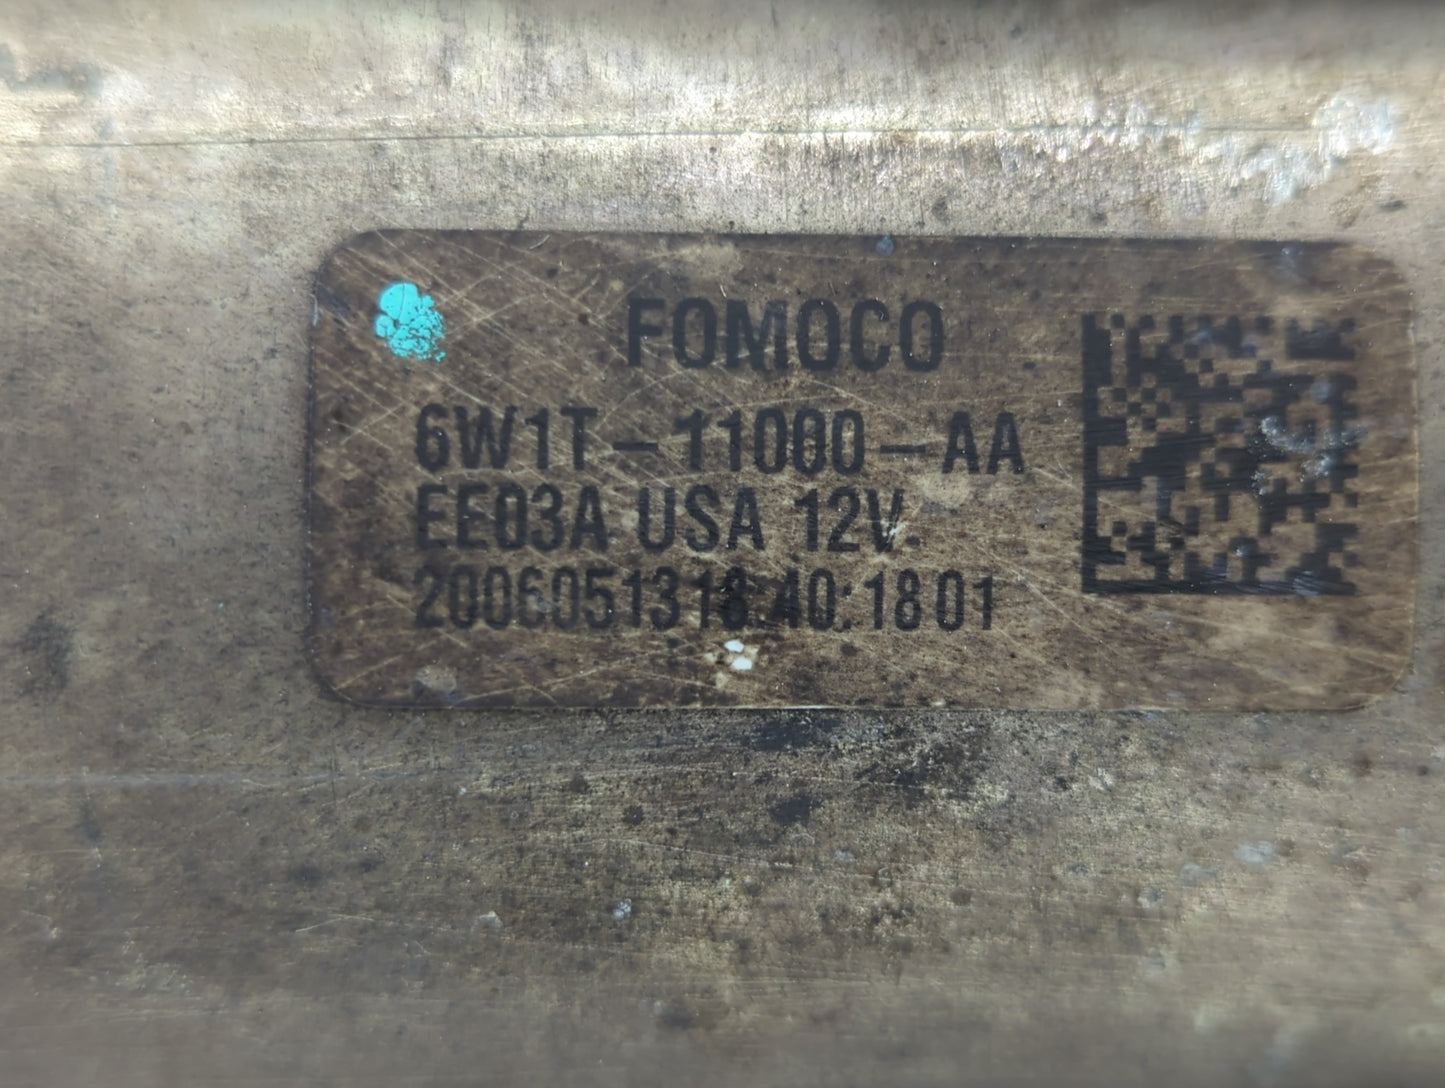 FOMOCO
6W1T-11000-AA
EE03A USA 12V.
2006051318:40:1801